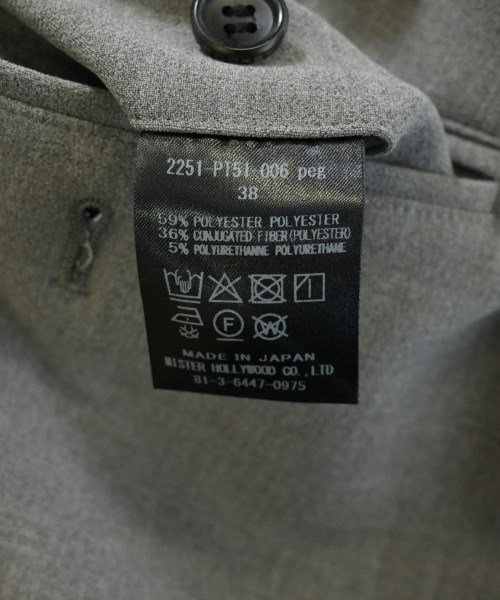 2251-PT51 006 peg
38
59% POLYESTER POLYESTER
36% CONJUGATED FIBER(POLYESTER)
5% POLYURETHANNE POLYURETHANE
F
W
MADE IN JAPAN
MISTER HOLLYWOOD CO.,LTD
81-3-6447-0975